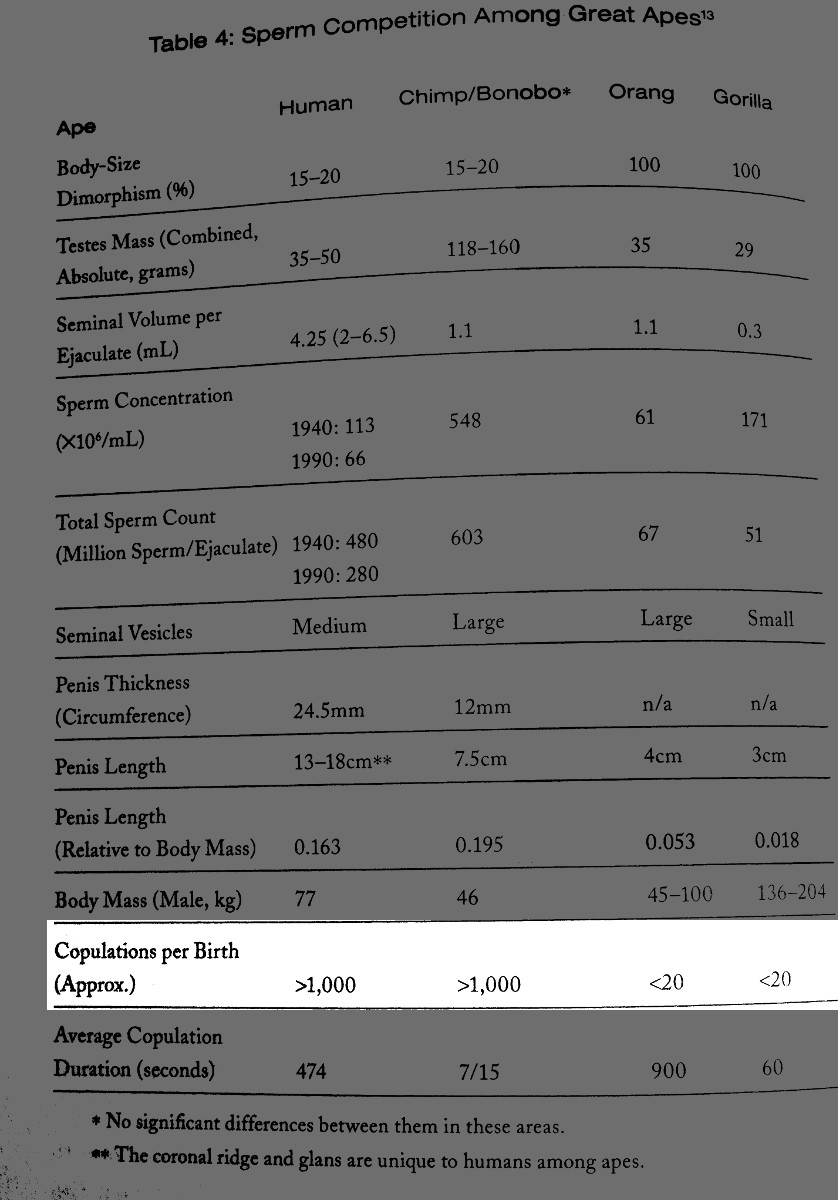 Table 4: Sperm Competition Among Great Apes¹³
Ape Human Chimp/Bonobo* Orang Gorilla
Body-Size
Dimorphism (%) 15–20 15–20 100 100
Testes Mass (Combined,
Absolute, grams) 35–50 118–160 35 29
Seminal Volume per
Ejaculate (mL) 4.25 (2–6.5) 1.1 1.1 0.3
Sperm Concentration
(X10⁶/mL) 1940: 113 548 61 171
1990: 66
Total Sperm Count
(Million Sperm/Ejaculate) 1940: 480 603 67 51
1990: 280
Seminal Vesicles Medium Large Large Small
Penis Thickness
(Circumference) 24.5mm 12mm n/a n/a
Penis Length 13–18cm** 7.5cm 4cm 3cm
Penis Length
(Relative to Body Mass) 0.163 0.195 0.053 0.018
Body Mass (Male, kg) 77 46 45–100 136–204
Copulations per Birth
(Approx.) >1,000 >1,000 <20 <20
Average Copulation
Duration (seconds) 474 7/15 900 60
* No significant differences between them in these areas.
** The coronal ridge and glans are unique to humans among apes.